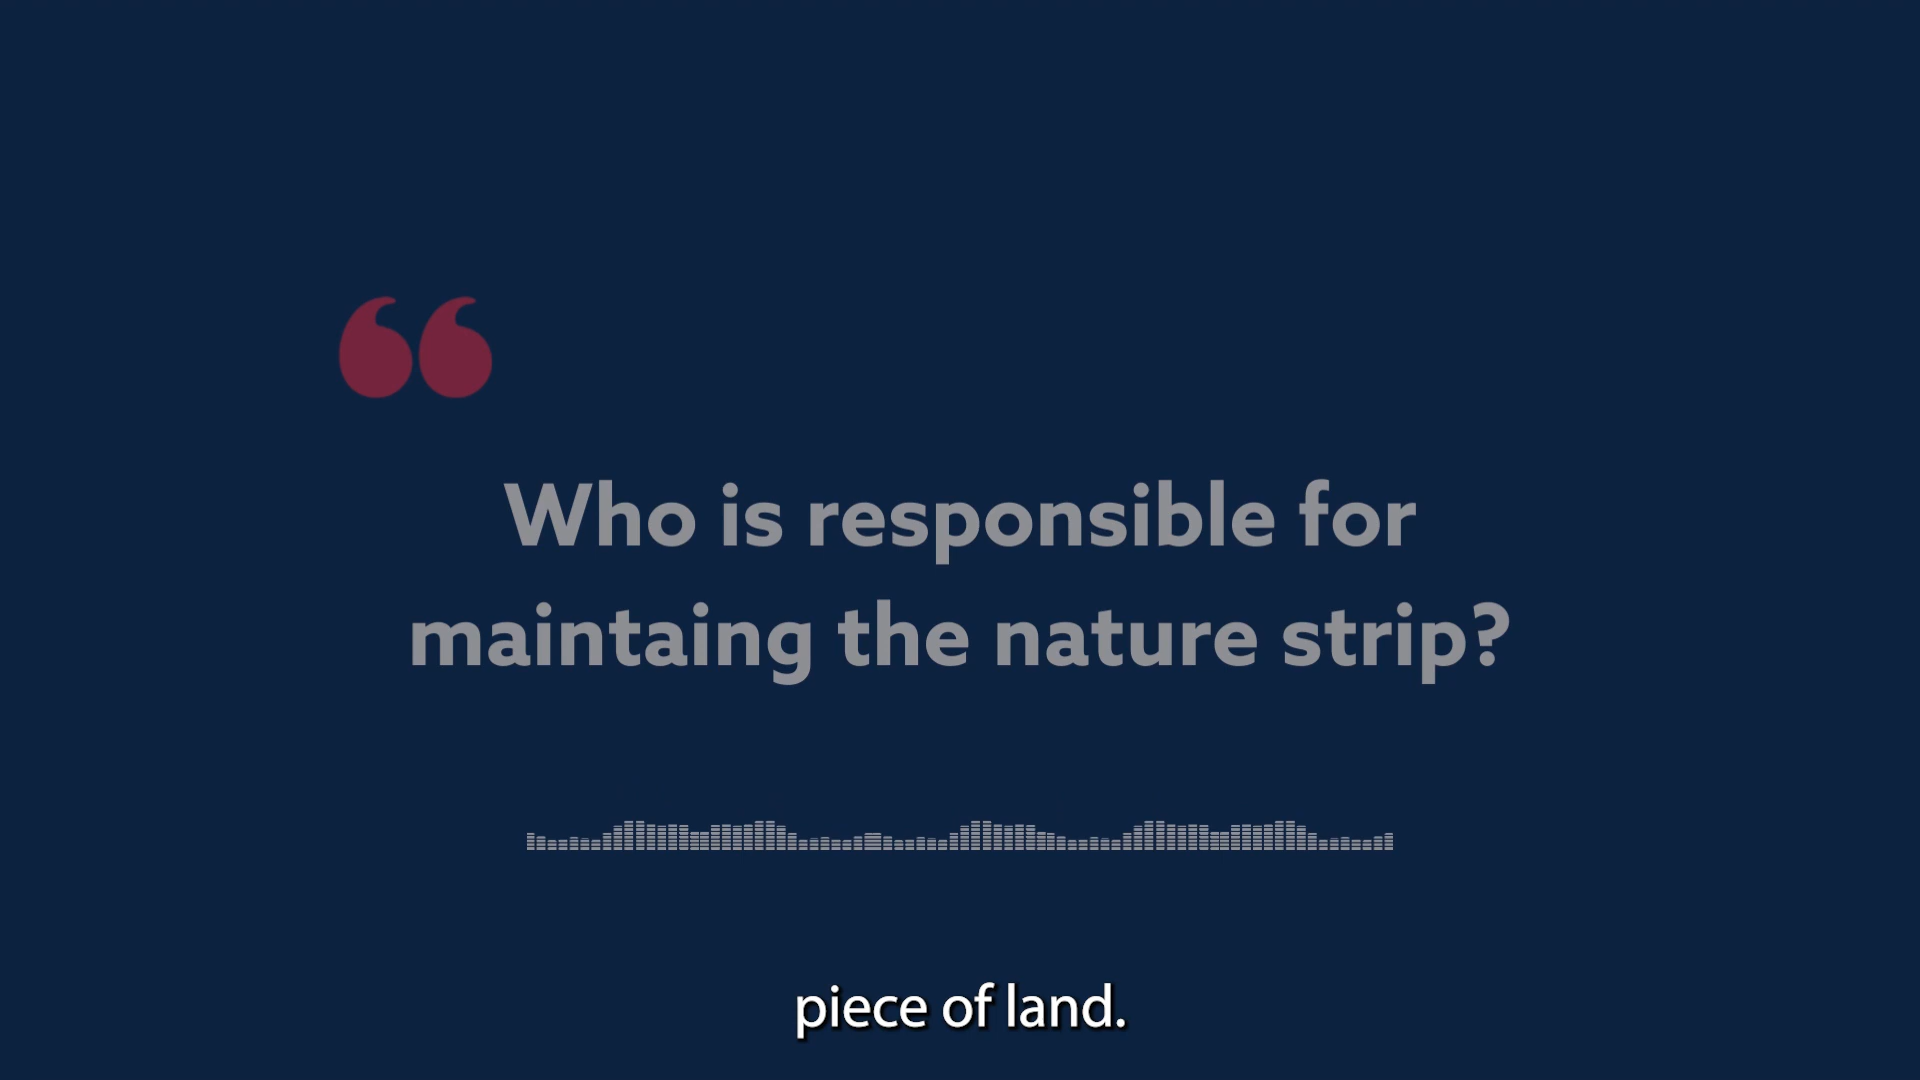 Who is responsible for
maintaing the nature strip?
piece of land.